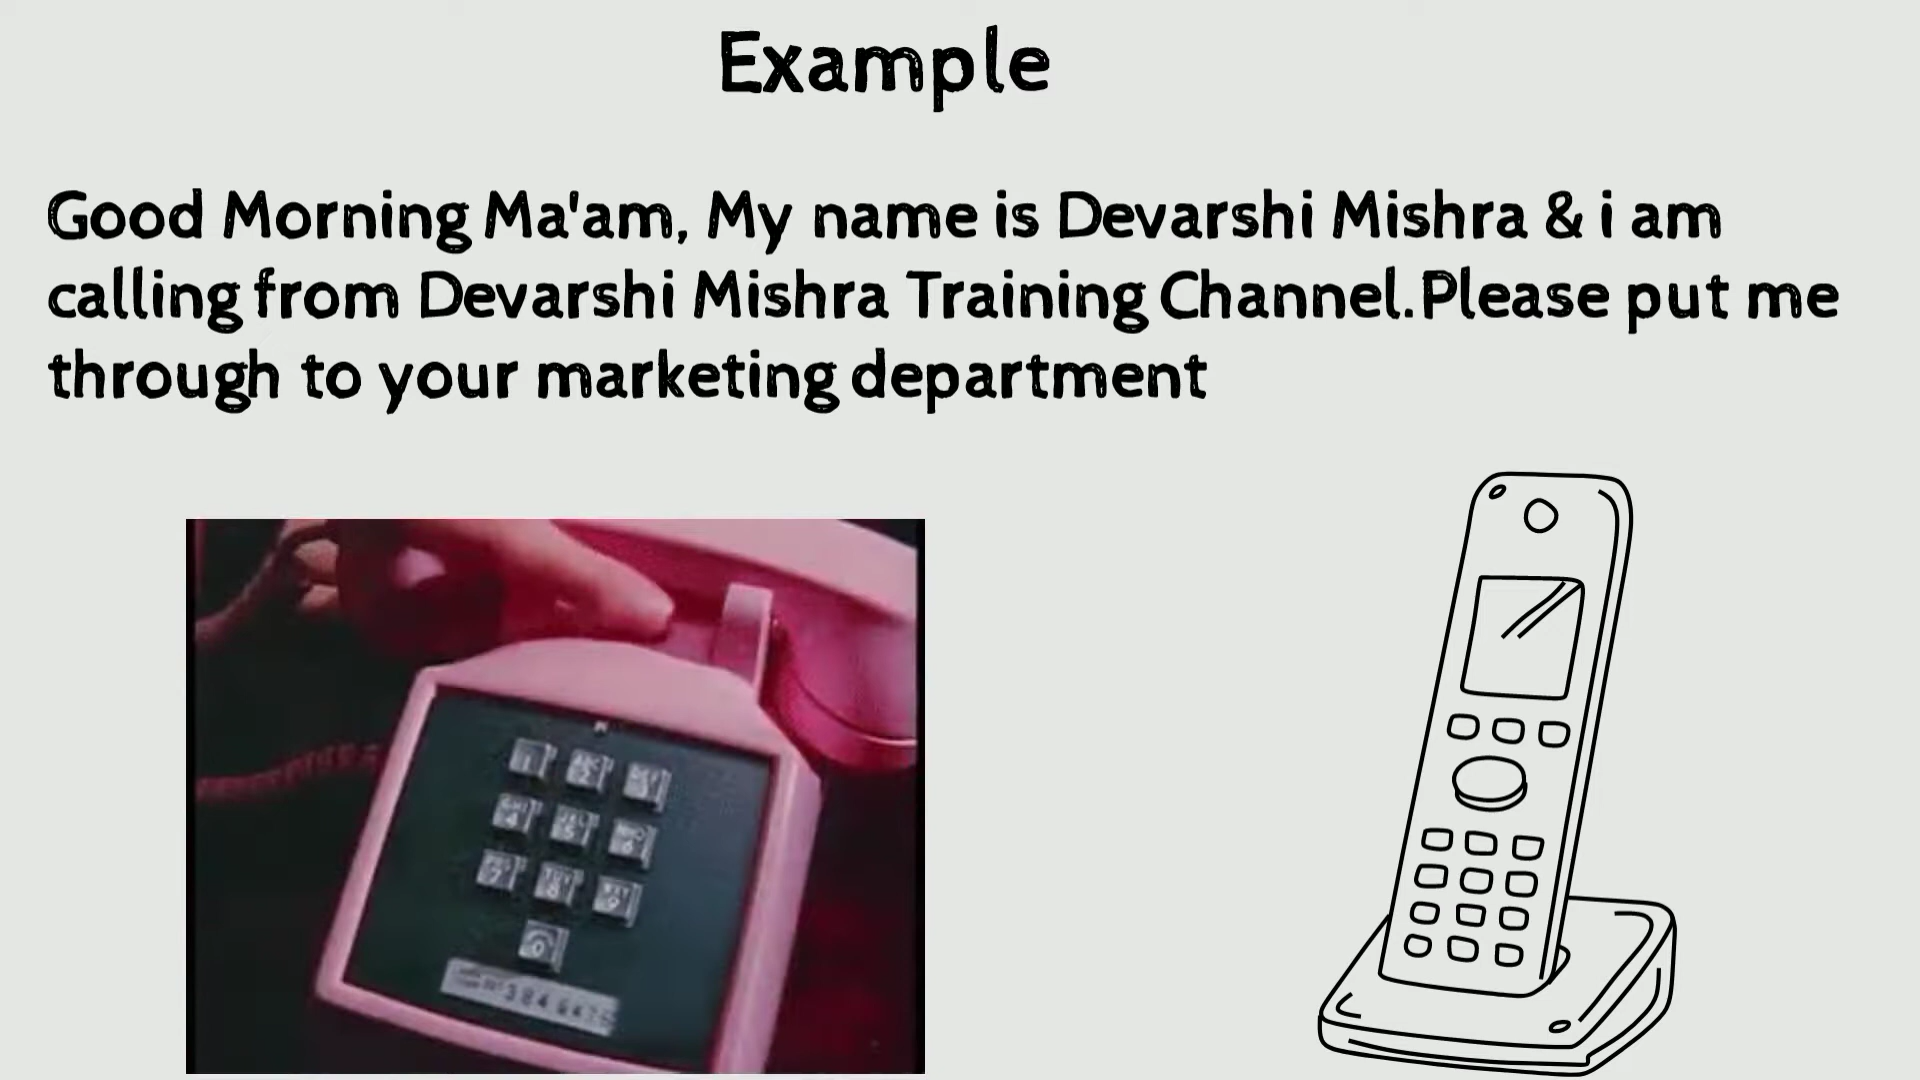 Example
Good Morning Ma'am, My name is Devarshi Mishra & i am
calling from Devarshi Mishra Training Channel.Please put me
through to your marketing department